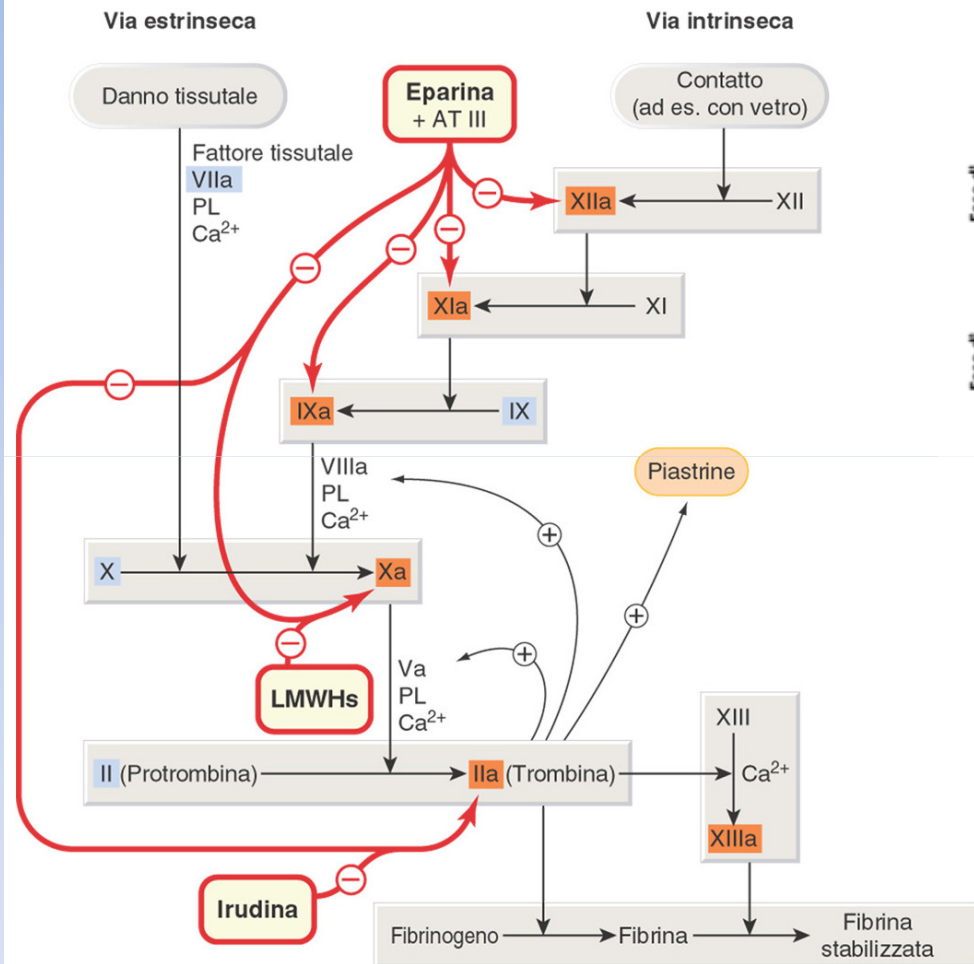 Via estrinseca
Via intrinseca
Danno tissutale
Eparina
+ AT III
Contatto
(ad es. con vetro)
Fattore tissutale
VIIa
PL
Ca²⁺
XIIa
XII
XIa
XI
IXa
IX
VIIIa
PL
Ca²⁺
Piastrine
X
Xa
LMWHs
Va
PL
Ca²⁺
XIII
Ca²⁺
XIIIa
II (Protrombina)
IIa (Trombina)
Irudina
Fibrinogeno
Fibrina
Fibrina
stabilizzata